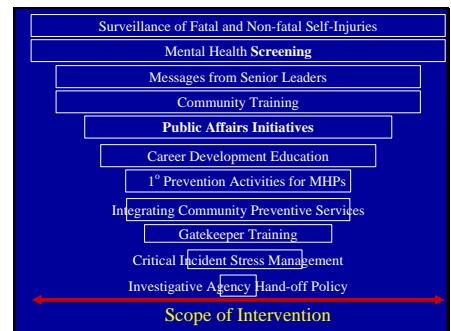 Surveillance of Fatal and Non-fatal Self-Injuries
Mental Health Screening
Messages from Senior Leaders
Community Training
Public Affairs Initiatives
Career Development Education
1° Prevention Activities for MHPs
Integrating Community Preventive Services
Gatekeeper Training
Critical Incident Stress Management
Investigative Agency Hand-off Policy
Scope of Intervention